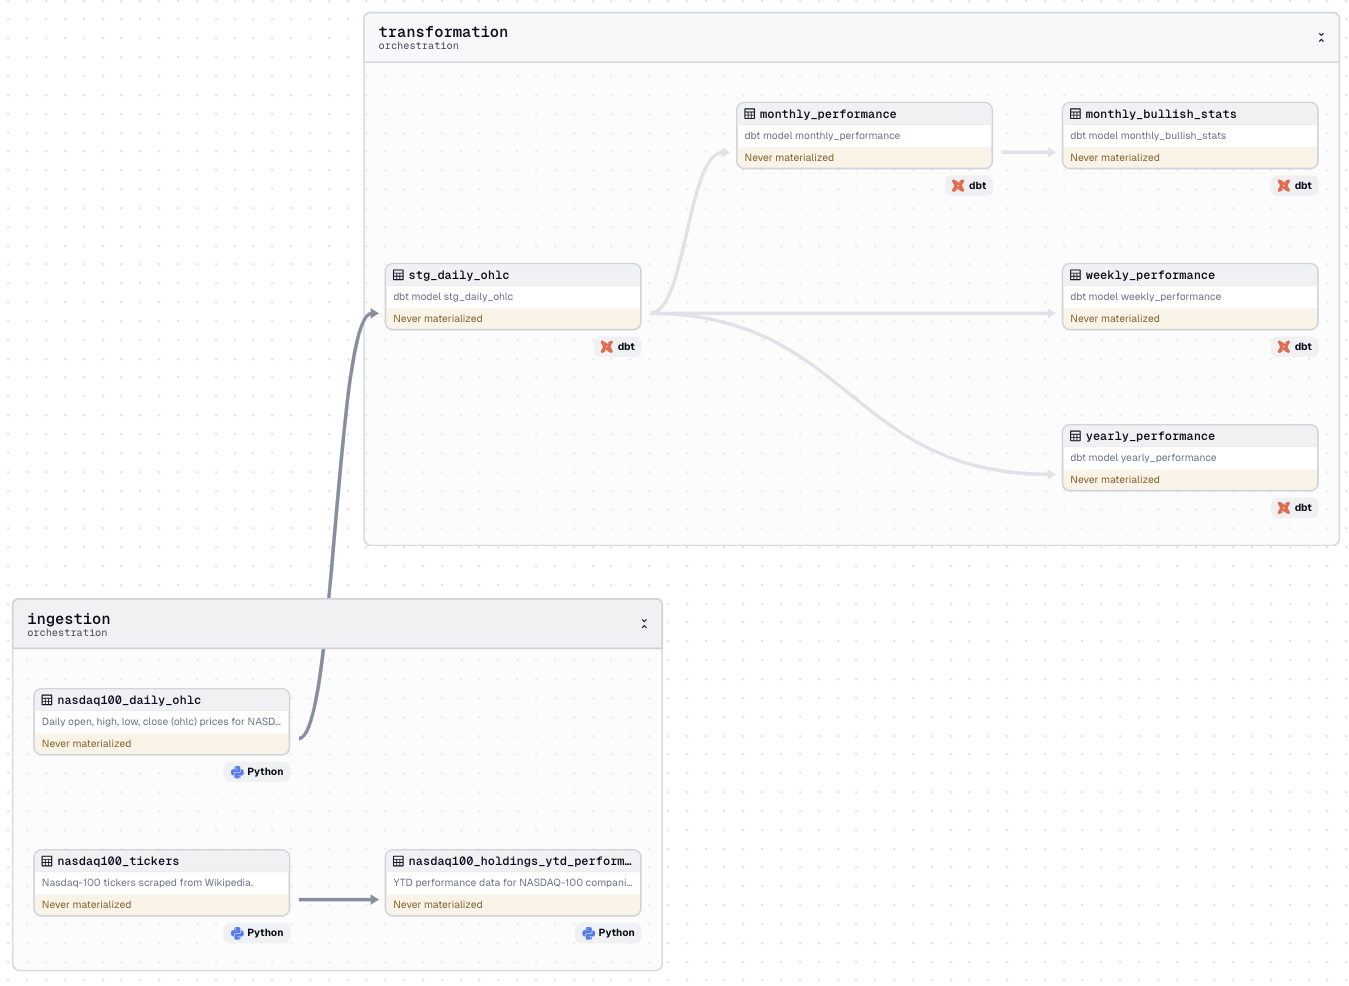 transformation
orchestration
monthly_performance
dbt model monthly_performance
Never materialized
dbt
monthly_bullish_stats
dbt model monthly_bullish_stats
Never materialized
dbt
stg_daily_ohlc
dbt model stg_daily_ohlc
Never materialized
dbt
weekly_performance
dbt model weekly_performance
Never materialized
dbt
yearly_performance
dbt model yearly_performance
Never materialized
dbt
ingestion
orchestration
nasdaq100_daily_ohlc
Daily open, high, low, close (ohlc) prices for NASD…
Never materialized
Python
nasdaq100_tickers
Nasdaq-100 tickers scraped from Wikipedia.
Never materialized
Python
nasdaq100_holdings_ytd_perform…
YTD performance data for NASDAQ-100 compani…
Never materialized
Python